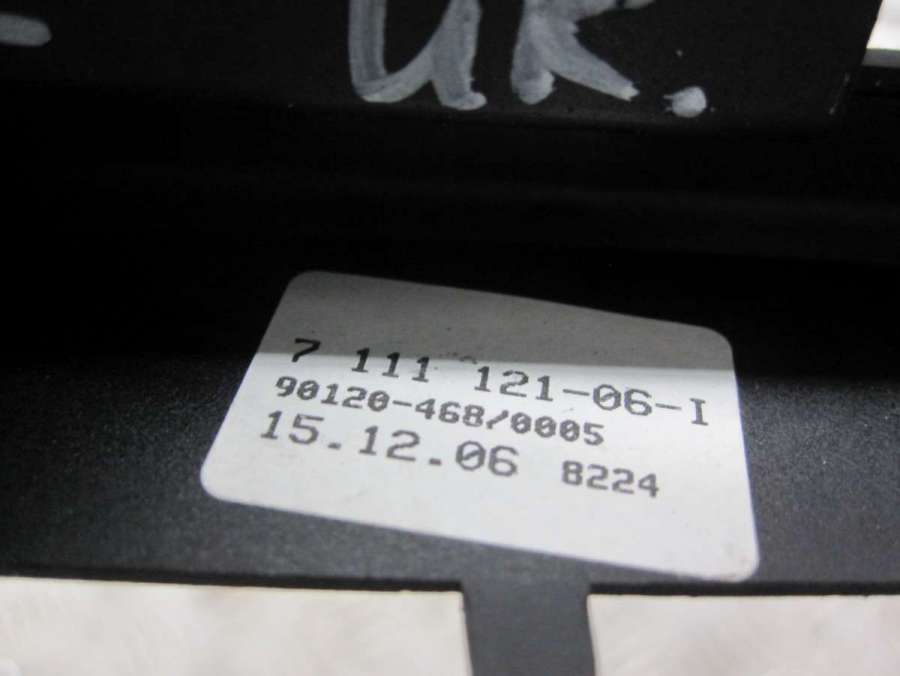 UR.
7 111 121-06-I
90120-468/0005
15.12.06 8224